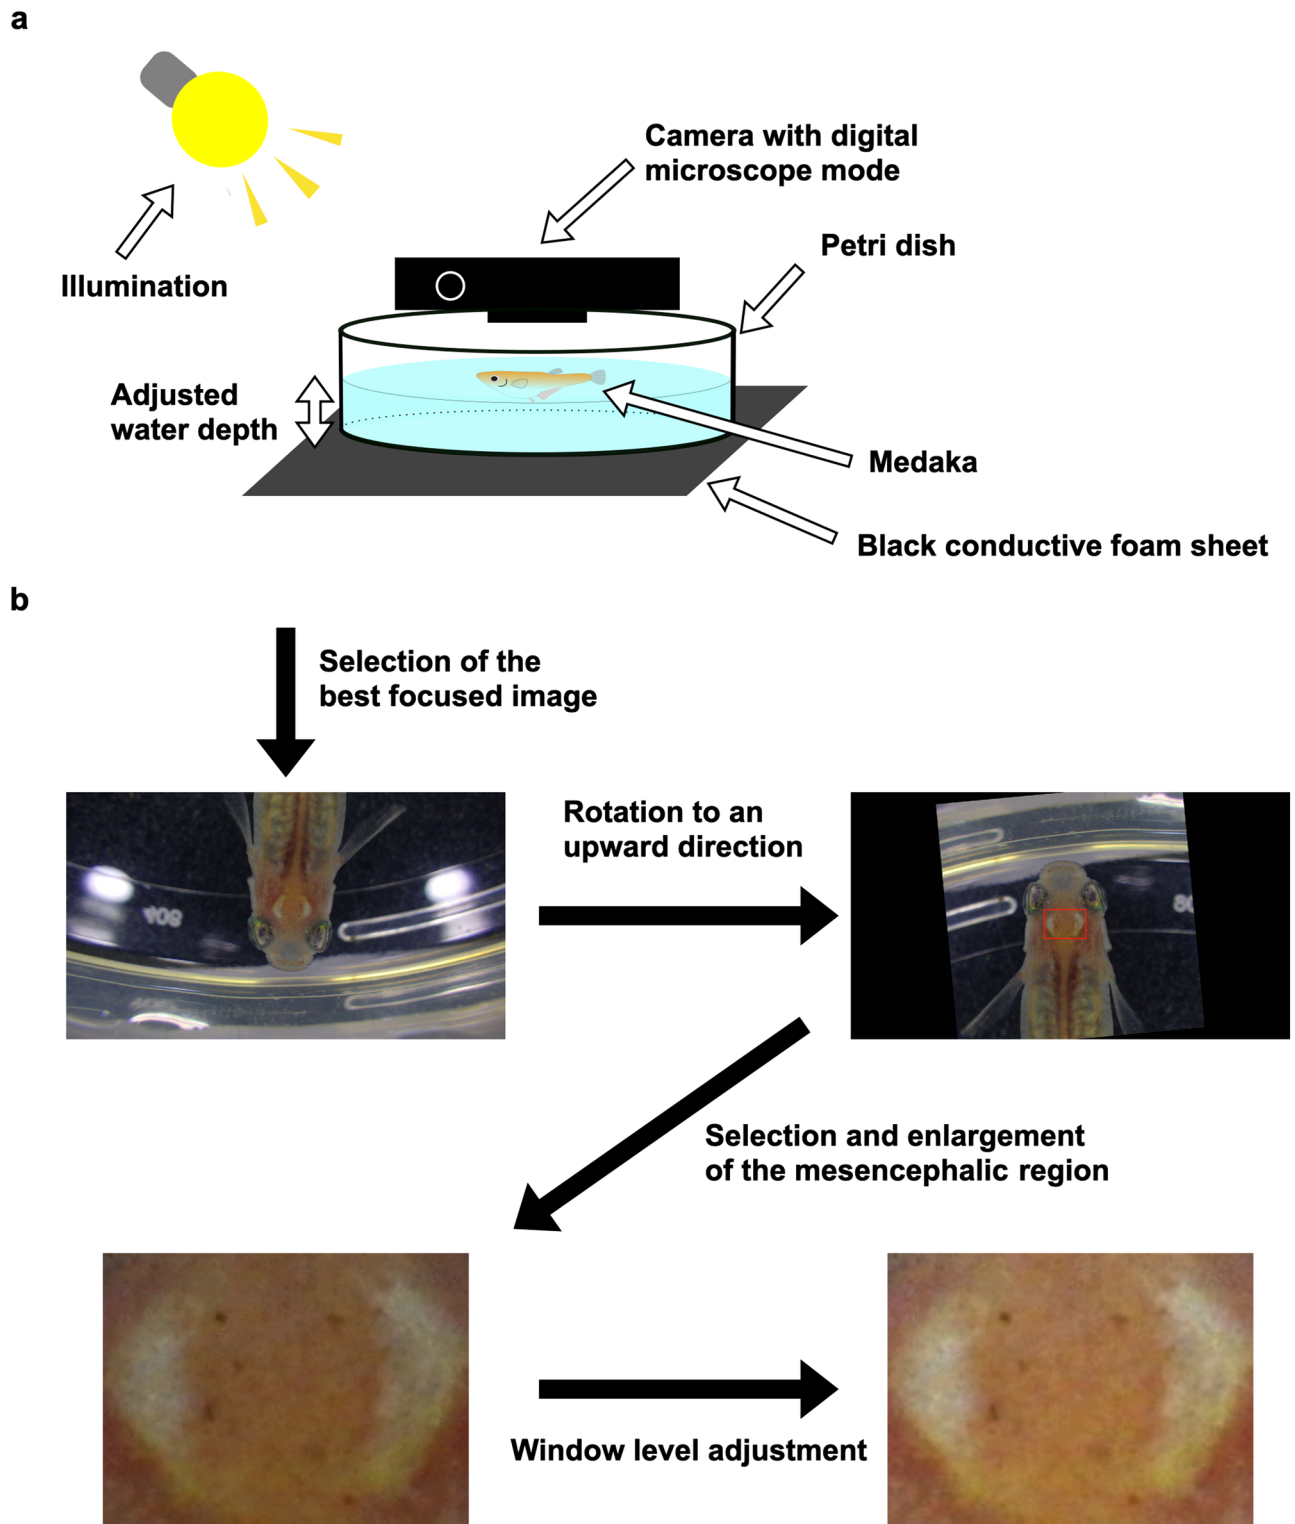 a
Camera with digital
microscope mode
Petri dish
Illumination
Adjusted
water depth
Medaka
Black conductive foam sheet
b
Selection of the
best focused image
Rotation to an
upward direction
Selection and enlargement
of the mesencephalic region
Window level adjustment